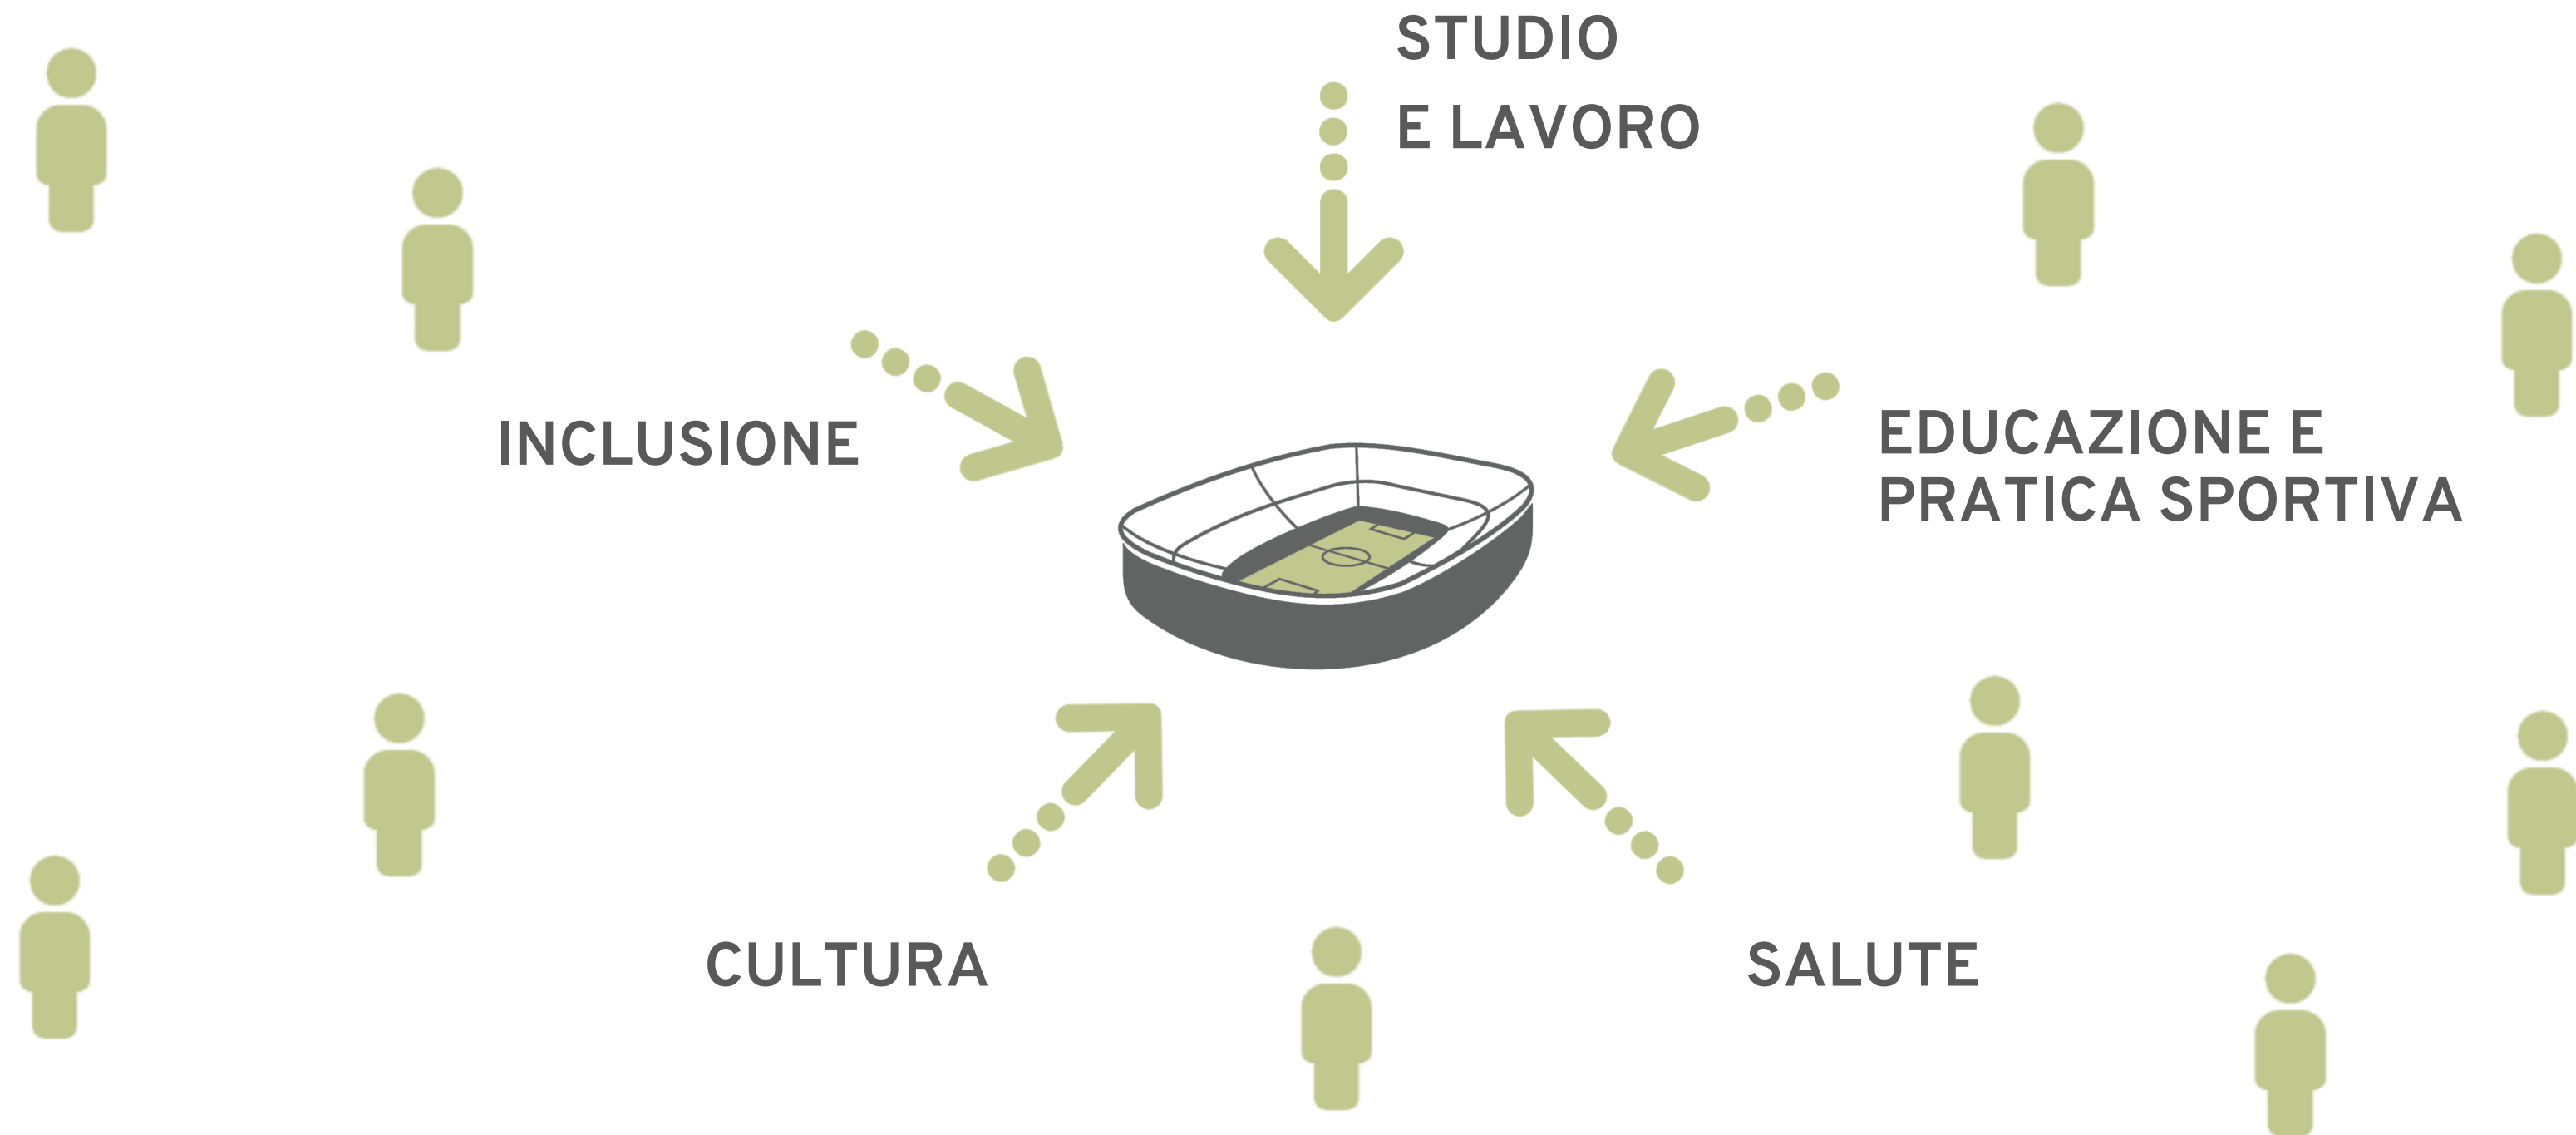 STUDIO
E LAVORO
INCLUSIONE
EDUCAZIONE E
PRATICA SPORTIVA
CULTURA
SALUTE